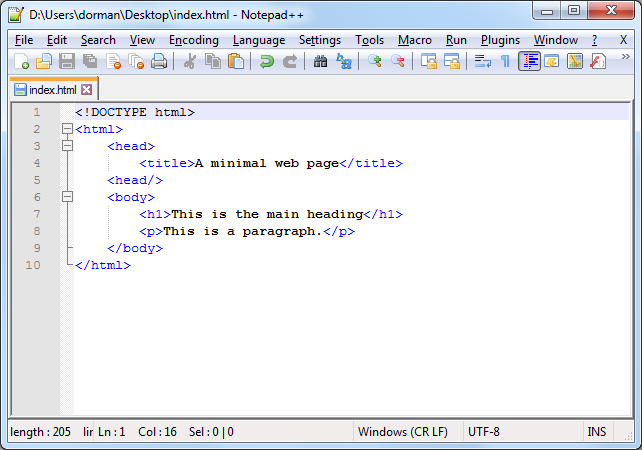 D:\Users\dorman\Desktop\index.html - Notepad++
File Edit Search View Encoding Language Settings Tools Macro Run Plugins Window ? X
index.html
1 <!DOCTYPE html>
2 <html>
3 <head>
4 <title>A minimal web page</title>
5 <head/>
6 <body>
7 <h1>This is the main heading</h1>
8 <p>This is a paragraph.</p>
9 </body>
10 </html>
length : 205 lin Ln : 1 Col : 16 Sel : 0 | 0 Windows (CR LF) UTF-8 INS